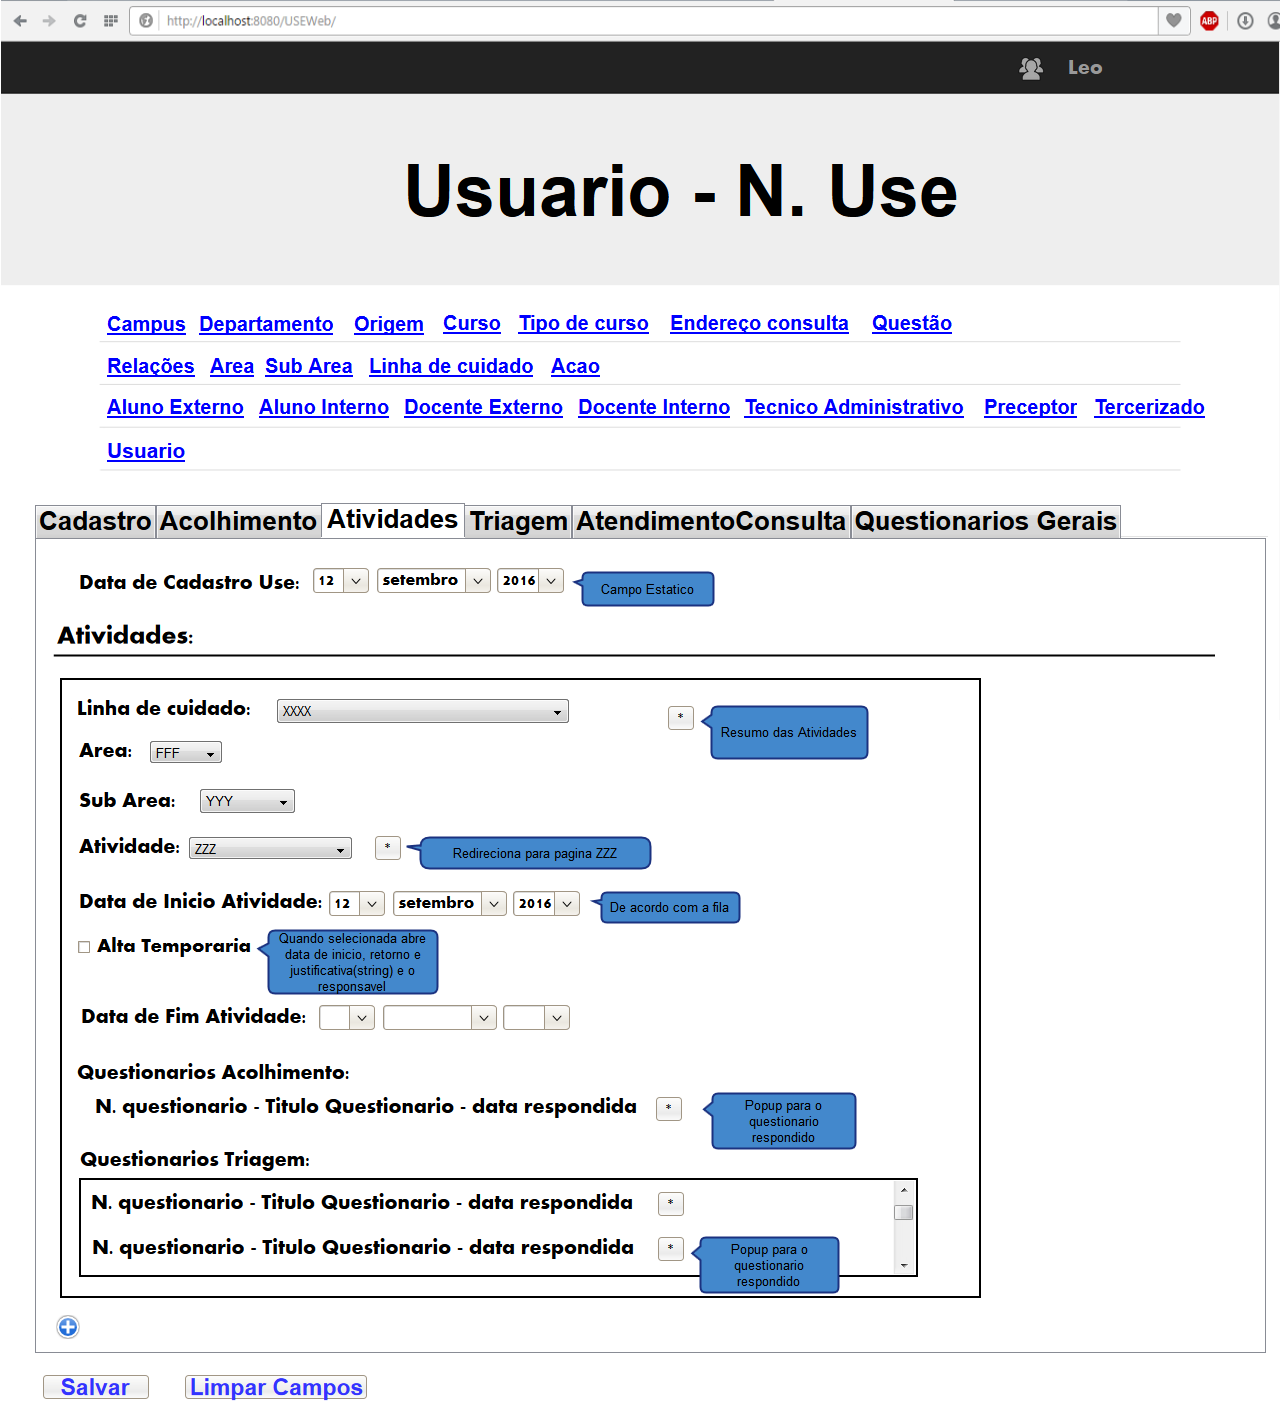 http://localhost:8080/USEWeb/
ABP
Leo
Usuario - N. Use
Campus Departamento Origem Curso Tipo de curso Endereço consulta Questão
Relações Area Sub Area Linha de cuidado Acao
Aluno Externo Aluno Interno Docente Externo Docente Interno Tecnico Administrativo Preceptor Tercerizado
Usuario
Cadastro Acolhimento Atividades Triagem AtendimentoConsulta Questionarios Gerais
Data de Cadastro Use: 12 setembro 2016 Campo Estatico
Atividades:
Linha de cuidado: XXXX * Resumo das Atividades
Area: FFF
Sub Area: YYY
Atividade: ZZZ * Redireciona para pagina ZZZ
Data de Inicio Atividade: 12 setembro 2016 De acordo com a fila
Alta Temporaria
Quando selecionada abre
data de inicio, retorno e
justificativa(string) e o
responsavel
Data de Fim Atividade:
Questionarios Acolhimento:
N. questionario - Titulo Questionario - data respondida *
Popup para o
questionario
respondido
Questionarios Triagem:
N. questionario - Titulo Questionario - data respondida *
N. questionario - Titulo Questionario - data respondida *
Popup para o
questionario
respondido
Salvar Limpar Campos